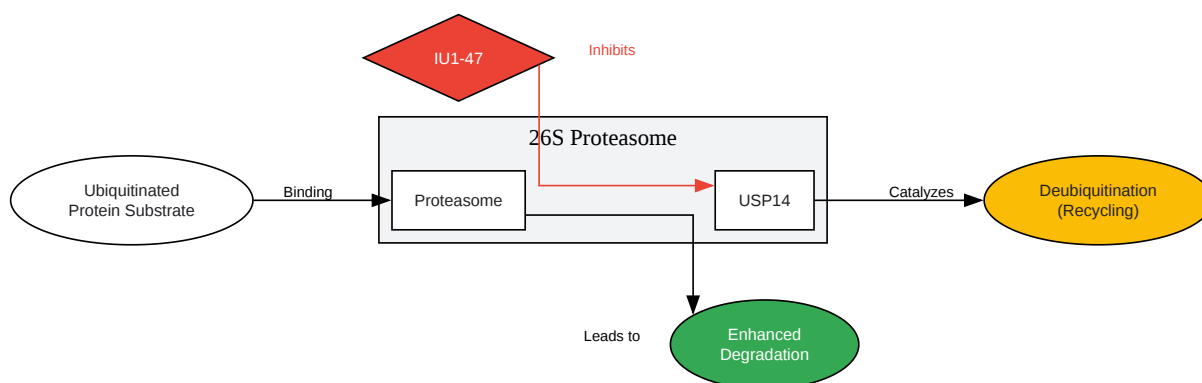 IU1-47
Inhibits
26S Proteasome
Ubiquitinated
Protein Substrate
Binding
Proteasome
USP14
Catalyzes
Deubiquitination
(Recycling)
Leads to
Enhanced
Degradation